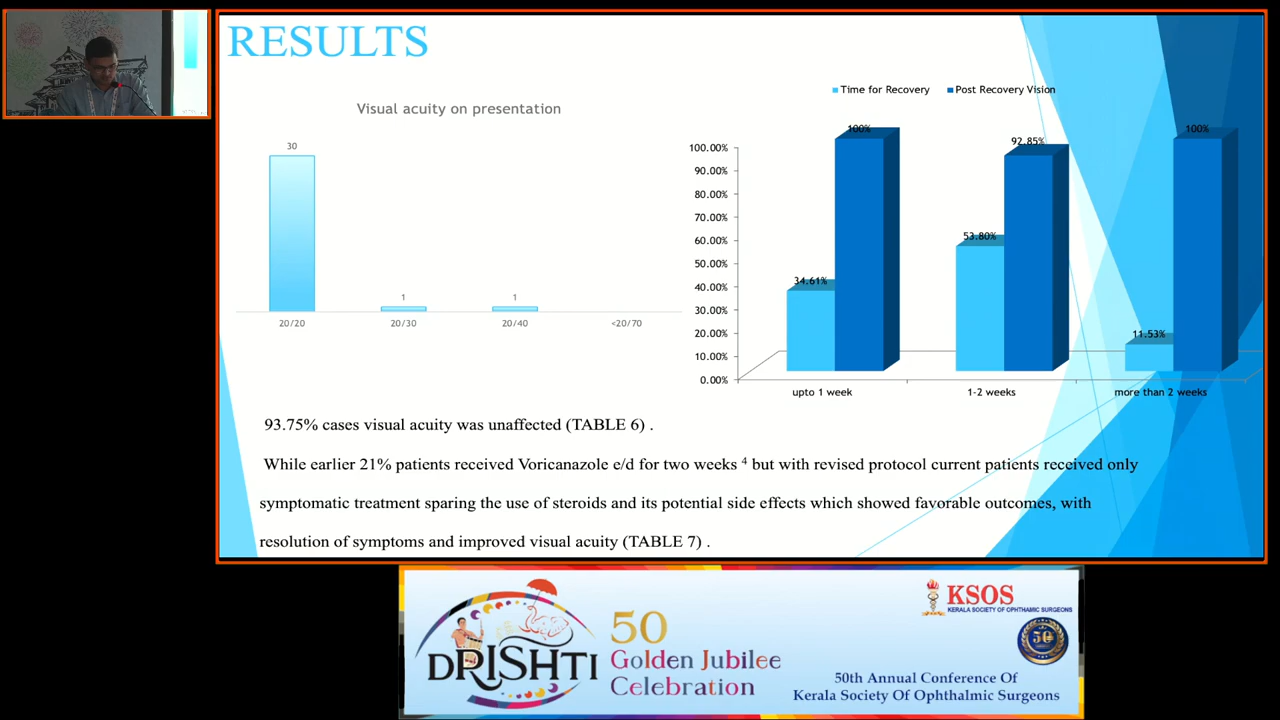 RESULTS
Visual acuity on presentation
30
1
1
20/20
20/30
20/40
<20/70
Time for Recovery
Post Recovery Vision
100.00%
90.00%
80.00%
70.00%
60.00%
50.00%
40.00%
30.00%
20.00%
10.00%
0.00%
34.61%
100%
53.80%
92.85%
11.53%
100%
upto 1 week
1-2 weeks
more than 2 weeks
93.75% cases visual acuity was unaffected (TABLE 6) .
While earlier 21% patients received Voricanazole e/d for two weeks 4 but with revised protocol current patients received only
symptomatic treatment sparing the use of steroids and its potential side effects which showed favorable outcomes, with
resolution of symptoms and improved visual acuity (TABLE 7) .
DRISHTI
50
Golden Jubilee
Celebration
KSOS
KERALA SOCIETY OF OPHTHAMIC SURGEONS
50
50th Annual Conference Of
Kerala Society Of Ophthalmic Surgeons